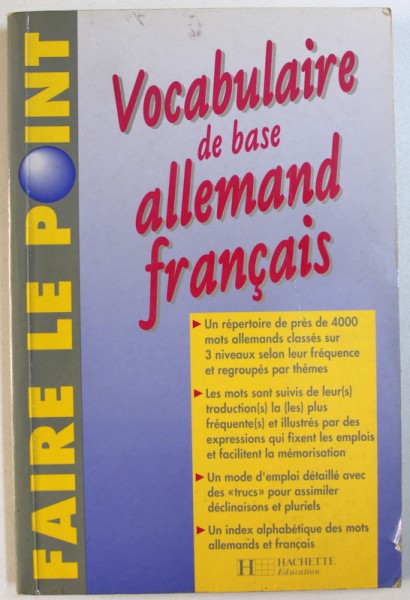 FAIRE LE POINT
Vocabulaire
de base
allemand
français
► Un répertoire de près de 4000
mots allemands classés sur
3 niveaux selon leur fréquence
et regroupés par thèmes
► Les mots sont suivis de leur(s)
traduction(s) la (les) plus
fréquente(s) et illustrés par des
expressions qui fixent les emplois
et facilitent la mémorisation
► Un mode d'emploi détaillé avec
des «trucs» pour assimiler
déclinaisons et pluriels
► Un index alphabétique des mots
allemands et français
H HACHETTE
Education